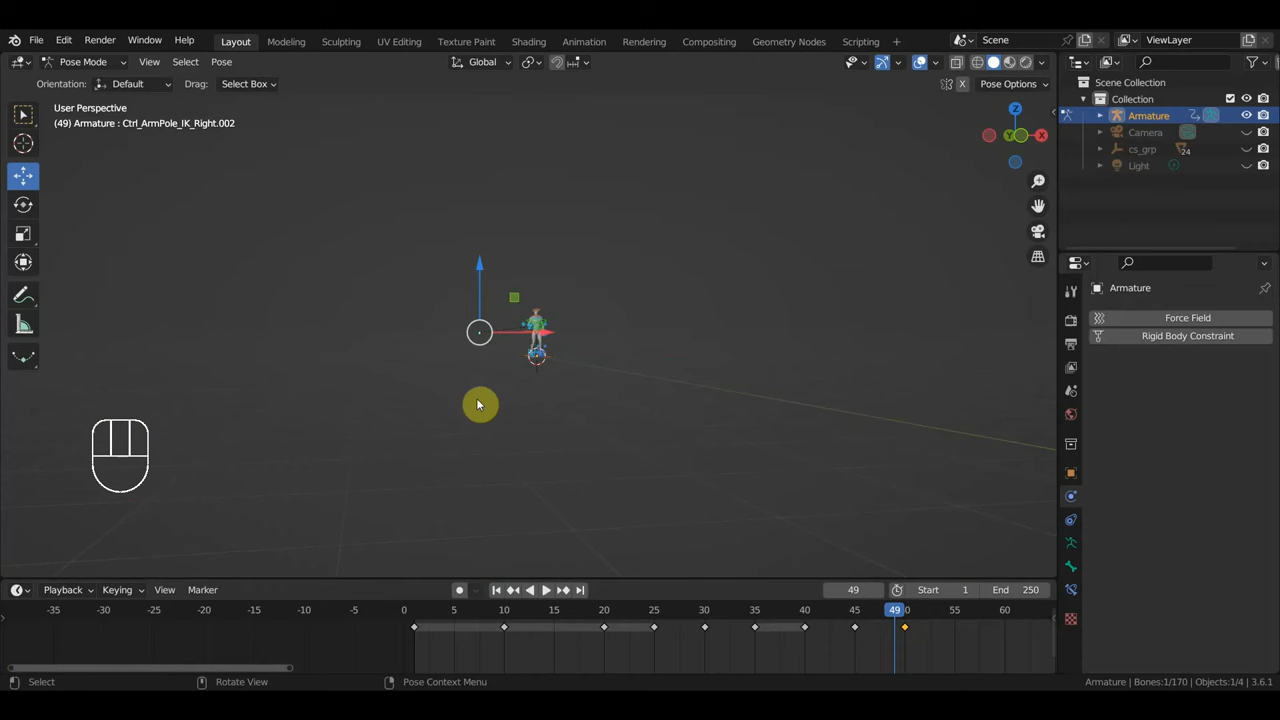 File Edit Render Window Help Layout Modeling Sculpting UV Editing Texture Paint Shading Animation Rendering Compositing Geometry Nodes Scripting + Scene ViewLayer
Pose Mode View Select Pose Global
Orientation: Default Drag: Select Box X Pose Options
User Perspective
(49) Armature : Ctrl_ArmPole_IK_Right.002
Z
Y
X
Scene Collection
Collection
Armature
Camera
cs_grp 24
Light
Armature
Force Field
Rigid Body Constraint
Playback Keying View Marker 49 Start 1 End 250
-35 -30 -25 -20 -15 -10 -5 0 5 10 15 20 25 30 35 40 45 49 0 55 60
Select Rotate View Pose Context Menu Armature | Bones:1/170 | Objects:1/4 | 3.6.1